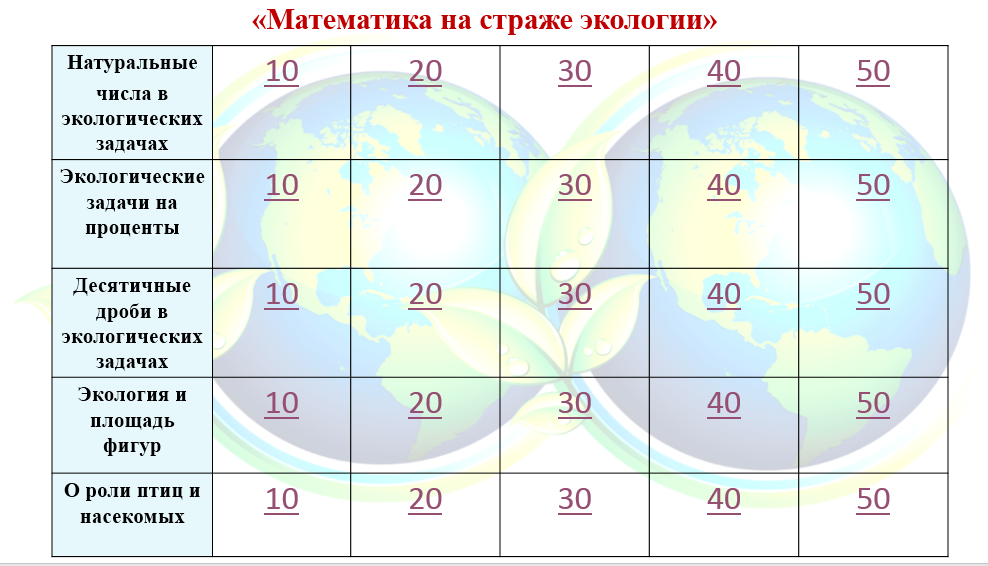 «Математика на страже экологии»
Натуральные
числа в
экологических
задачах
10 20 30 40 50
Экологические
задачи на
проценты
10 20 30 40 50
Десятичные
дроби в
экологических
задачах
10 20 30 40 50
Экология и
площадь
фигур
10 20 30 40 50
О роли птиц и
насекомых
10 20 30 40 50